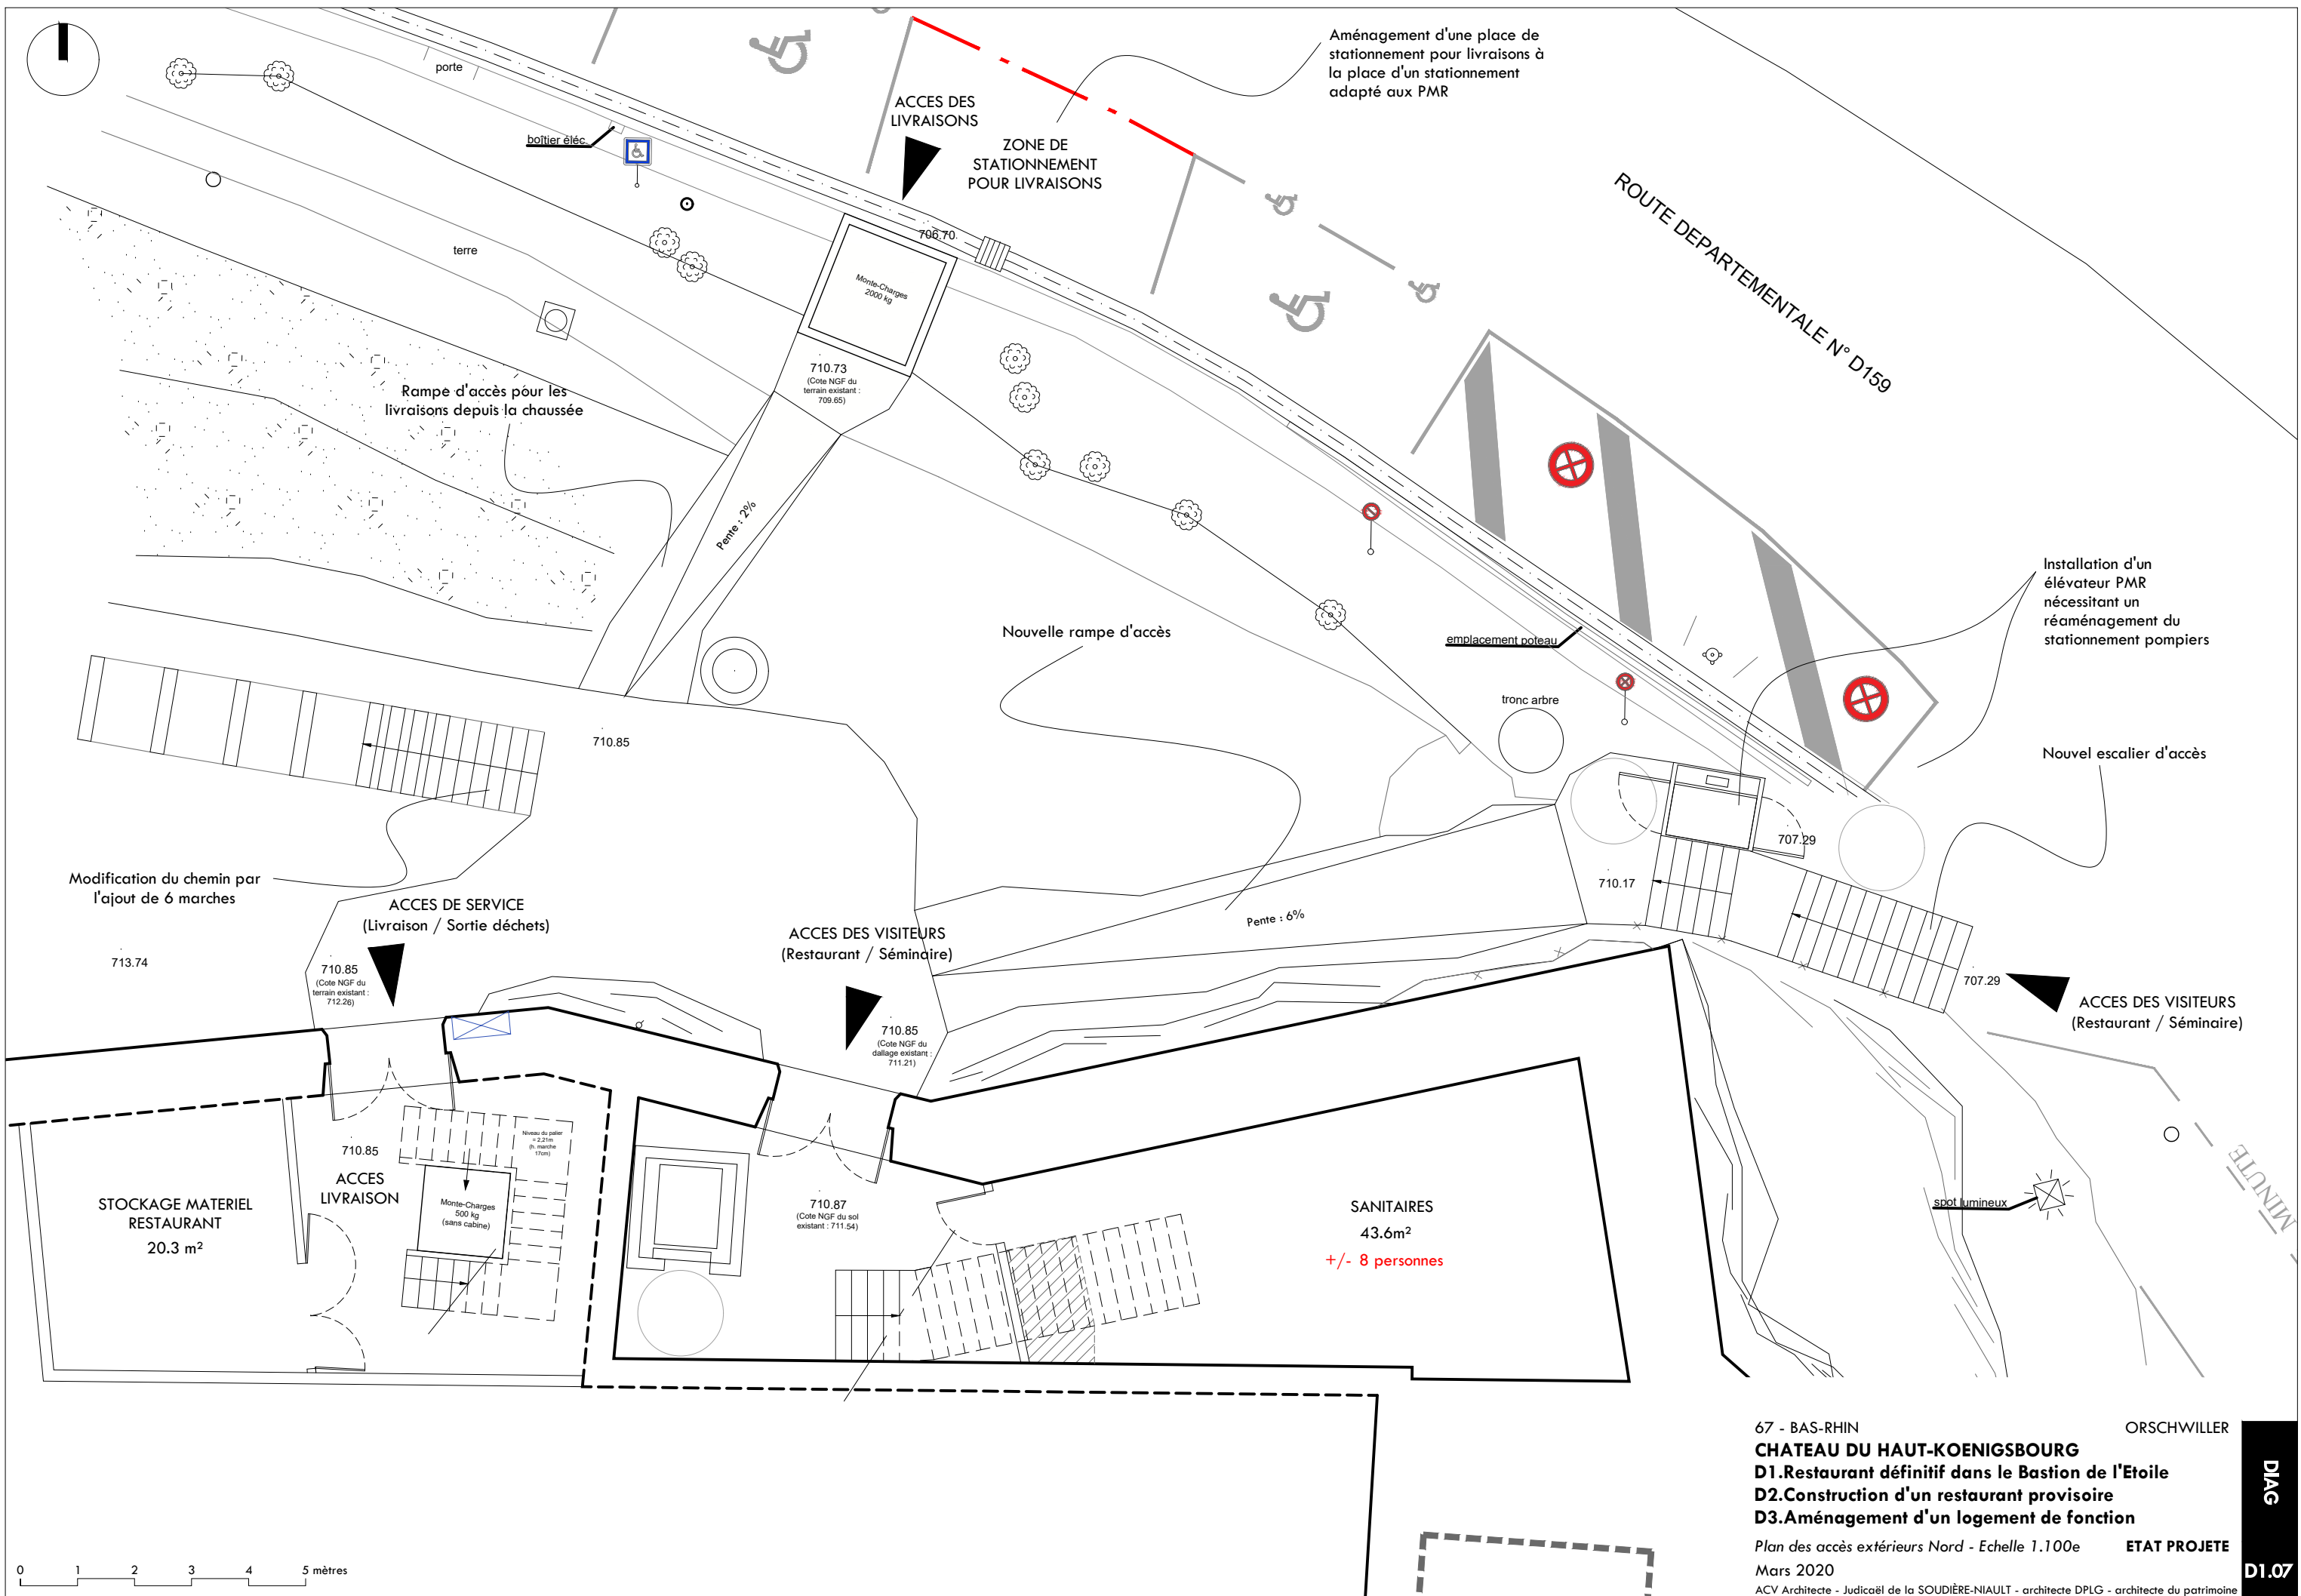 porte
boîtier éléc.
ACCES DES
LIVRAISONS
ZONE DE
STATIONNEMENT
POUR LIVRAISONS
Aménagement d'une place de
stationnement pour livraisons à
la place d'un stationnement
adapté aux PMR
ROUTE DEPARTEMENTALE N° D159
terre
706.70
Monte-Charges
2000 kg
710.73
(Cote NGF du
terrain existant :
709.65)
Rampe d'accès pour les
livraisons depuis la chaussée
Pente : 2%
Nouvelle rampe d'accès
emplacement poteau
tronc arbre
Installation d'un
élévateur PMR
nécessitant un
réaménagement du
stationnement pompiers
Nouvel escalier d'accès
710.85
707.29
710.17
Pente : 6%
Modification du chemin par
l'ajout de 6 marches
ACCES DE SERVICE
(Livraison / Sortie déchets)
ACCES DES VISITEURS
(Restaurant / Séminaire)
713.74
710.85
(Cote NGF du
terrain existant :
712.26)
710.85
(Cote NGF du
dallage existant :
711.21)
707.29
ACCES DES VISITEURS
(Restaurant / Séminaire)
Niveau du palier
= 2,21m
(h. marche
17cm)
710.85
ACCES
LIVRAISON
Monte-Charges
500 kg
(sans cabine)
STOCKAGE MATERIEL
RESTAURANT
20.3 m²
710.87
(Cote NGF du sol
existant : 711.54)
SANITAIRES
43.6m²
+/- 8 personnes
spot lumineux
MINUTE
67 - BAS-RHIN ORSCHWILLER
CHATEAU DU HAUT-KOENIGSBOURG
D1.Restaurant définitif dans le Bastion de l'Etoile
D2.Construction d'un restaurant provisoire
D3.Aménagement d'un logement de fonction
Plan des accès extérieurs Nord - Echelle 1.100e ETAT PROJETE
Mars 2020
ACV Architecte - Judicaël de la SOUDIÈRE-NIAULT - architecte DPLG - architecte du patrimoine
DIAG
D1.07
0 1 2 3 4 5 mètres